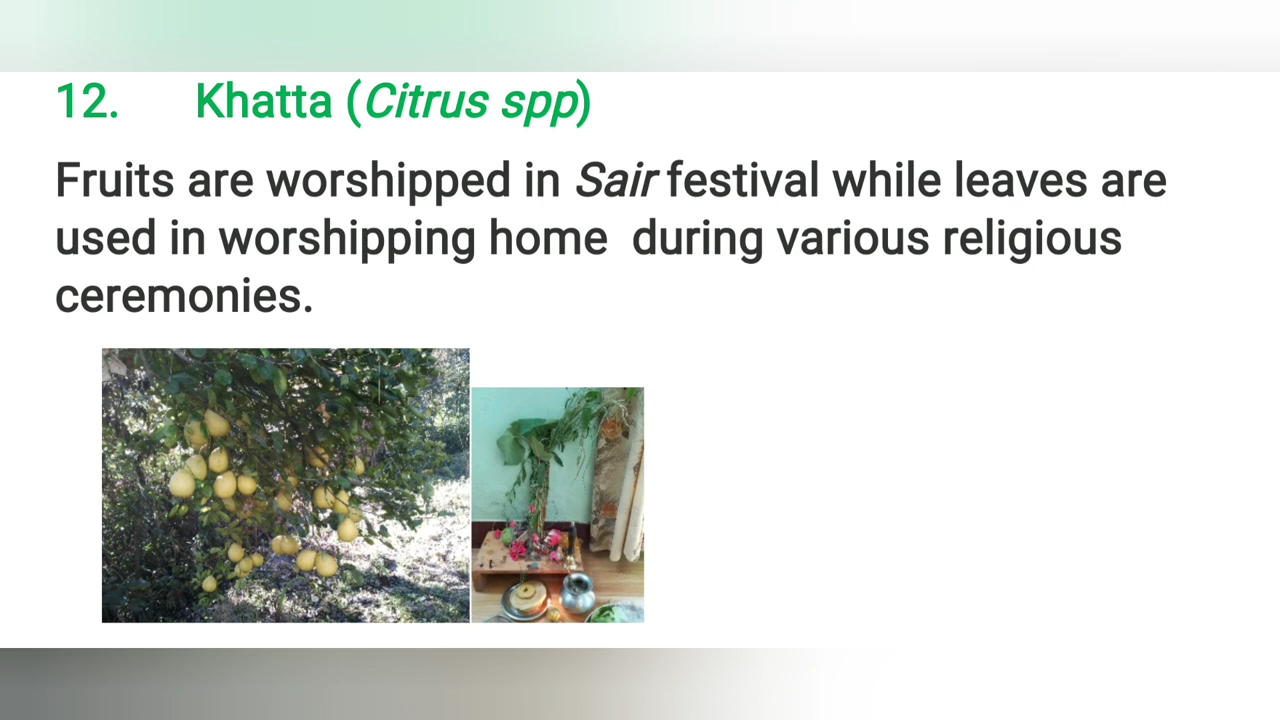 12. Khatta (Citrus spp)
Fruits are worshipped in Sair festival while leaves are
used in worshipping home during various religious
ceremonies.